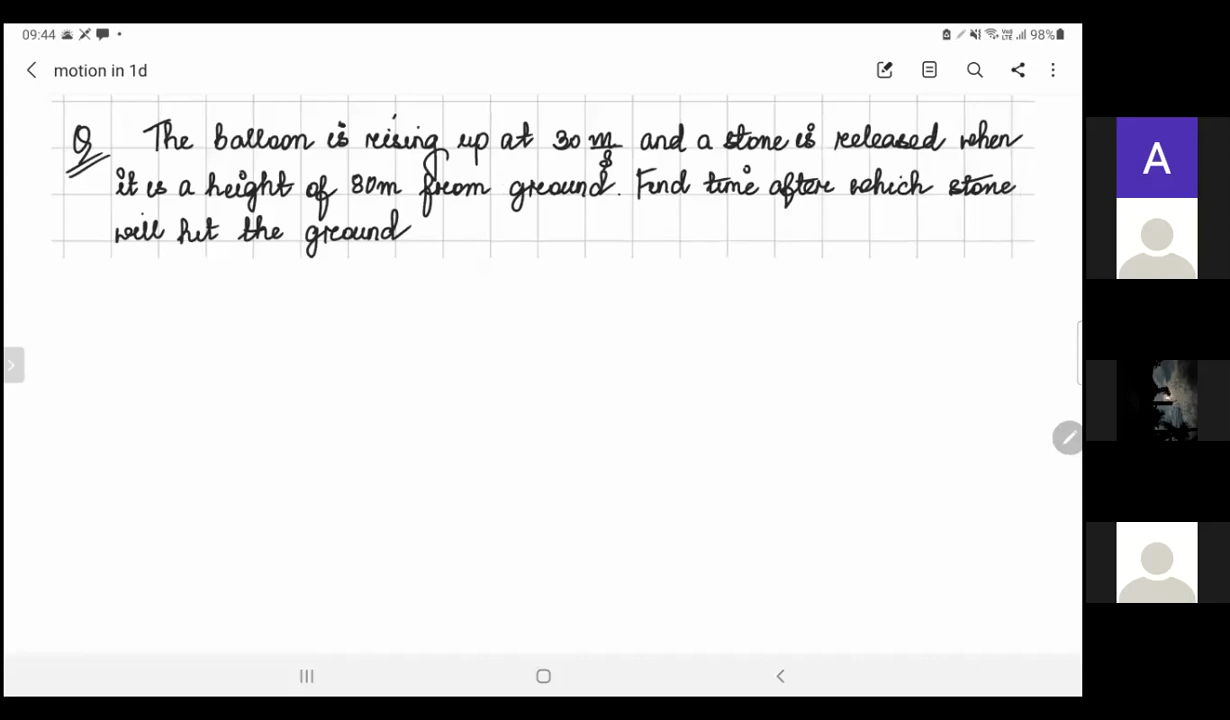 09:44
98%
motion in 1d
Q The balloon is rising up at 30 m/s and a stone is released when
it is a height of 80m from ground. Find time after which stone
will hit the ground
A